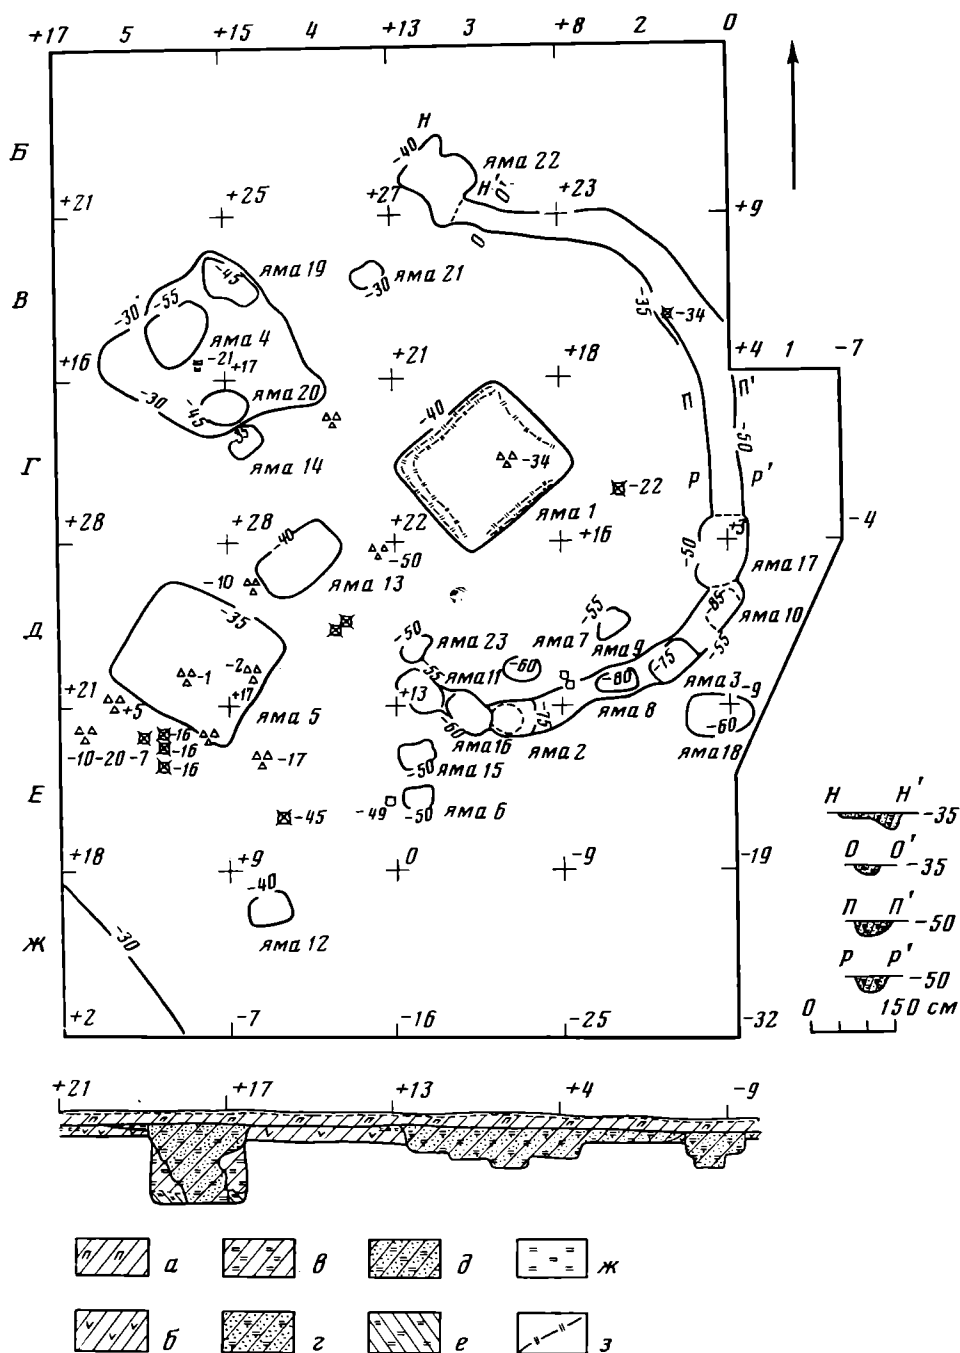 +17 5 +15 4 +13 3 +8 2 0
Н
Б -40 яма 22
Н' О'
+21 +25 +27 +23 +9
О
-45 яма 19 яма 21
-30
В -30 -55 -35 -34
яма 4
-21
+16 +17 +21 +18 +4 1 -7
-30 яма 20 -40 П П'
-45
-50
45
Г яма 14 -34 -22 Р Р'
яма 1
+28 +28 -40 +22 +16 +3 -4
-50 -50
яма 13 яма 17
-10
-35 -55 -85 яма 10
Д -50 яма 23 яма 7 яма 9
-55 яма 11 -60 -75 -55
-1 -2 -80 яма 3 -9
+21 +17 +13
+5 яма 5 -60 -75 яма 8 -60
-16 яма 16 яма 2 яма 18
-10-20 -7 -16 -17 яма 15
-16 -50
Е -45 -49 яма 6
-50
Н Н'
-35
+18 +9 0 -9 -19
О О'
-35
-40
П П'
-50
Ж -30 яма 12
Р Р'
-50
0 150 см
+2 -7 -16 -25 -32
+21 +17 +13 +4 -9
а в д ж
б г е з